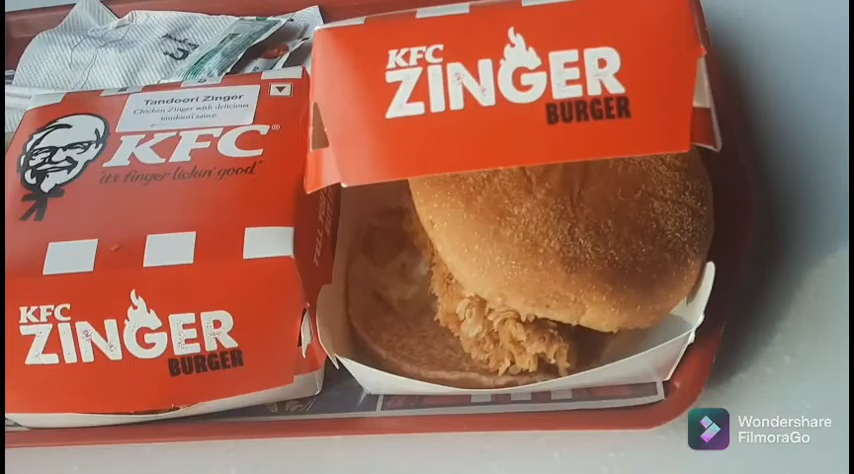 Tandoori Zinger
Chicken Zinger with delicious
tandoori sauce
KFC®
it's finger lickin' good
KFC
ZINGER
BURGER
KFC
ZINGER
BURGER
Wondershare
FilmoraGo